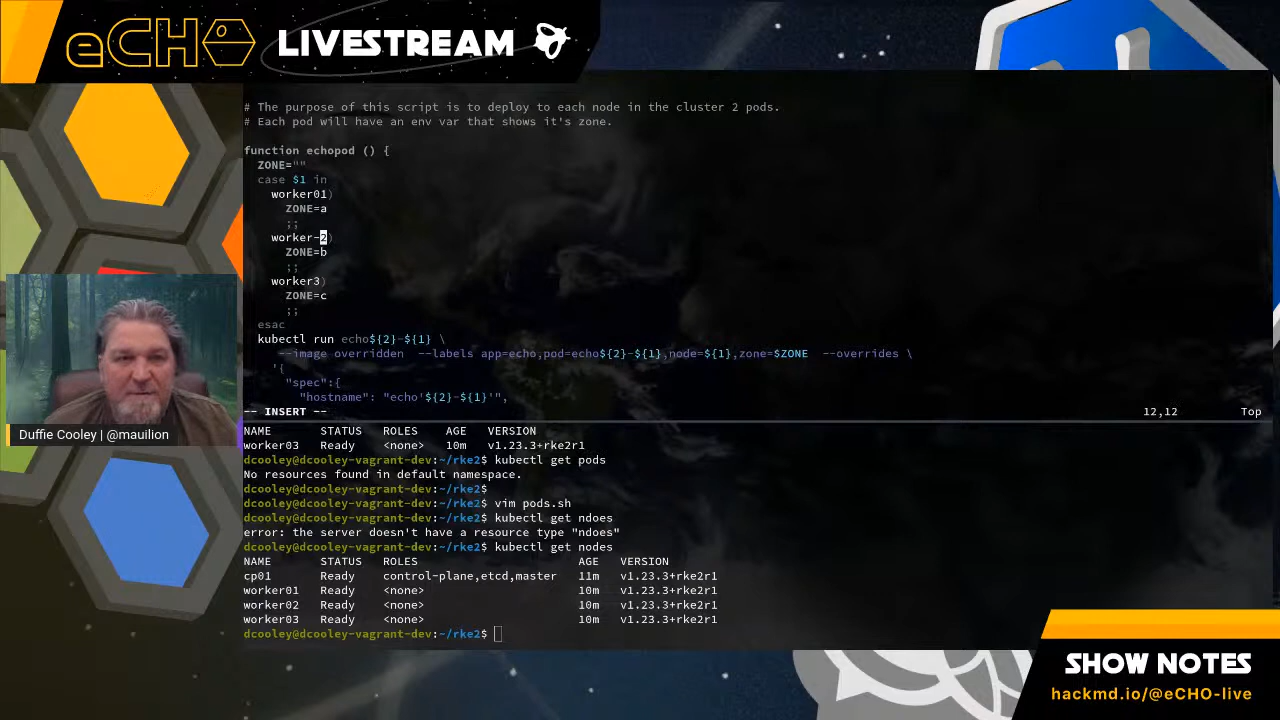 eCHO LIVESTREAM
# The purpose of this script is to deploy to each node in the cluster 2 pods.
# Each pod will have an env var that shows it's zone.
function echopod () {
ZONE=""
case $1 in
worker01)
ZONE=a
;;
worker-2)
ZONE=b
;;
worker3)
ZONE=c
;;
esac
kubectl run echo${2}-${1} \
--image overridden --labels app=echo,pod=echo${2}-${1},node=${1},zone=$ZONE --overrides \
'{
"spec":{
"hostname": "echo'${2}-${1}'",
-- INSERT -- 12,12 Top
NAME STATUS ROLES AGE VERSION
worker03 Ready <none> 10m v1.23.3+rke2r1
dcooley@dcooley-vagrant-dev:~/rke2$ kubectl get pods
No resources found in default namespace.
dcooley@dcooley-vagrant-dev:~/rke2$
dcooley@dcooley-vagrant-dev:~/rke2$ vim pods.sh
dcooley@dcooley-vagrant-dev:~/rke2$ kubectl get ndoes
error: the server doesn't have a resource type "ndoes"
dcooley@dcooley-vagrant-dev:~/rke2$ kubectl get nodes
NAME STATUS ROLES AGE VERSION
cp01 Ready control-plane,etcd,master 11m v1.23.3+rke2r1
worker01 Ready <none> 10m v1.23.3+rke2r1
worker02 Ready <none> 10m v1.23.3+rke2r1
worker03 Ready <none> 10m v1.23.3+rke2r1
dcooley@dcooley-vagrant-dev:~/rke2$
Duffie Cooley | @mauilion
SHOW NOTES
hackmd.io/@eCHO-live